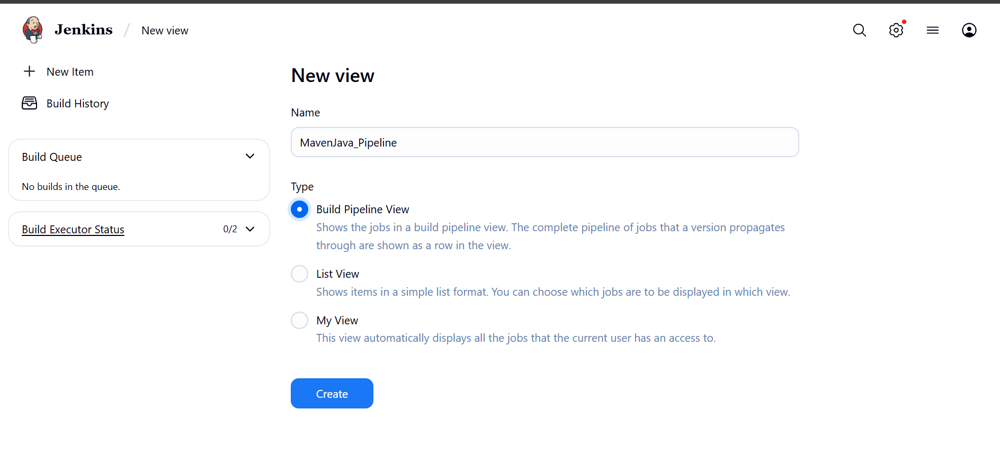 Jenkins / New view
New Item
Build History
Build Queue
No builds in the queue.
Build Executor Status 0/2
New view
Name
MavenJava_Pipeline
Type
Build Pipeline View
Shows the jobs in a build pipeline view. The complete pipeline of jobs that a version propagates
through are shown as a row in the view.
List View
Shows items in a simple list format. You can choose which jobs are to be displayed in which view.
My View
This view automatically displays all the jobs that the current user has an access to.
Create